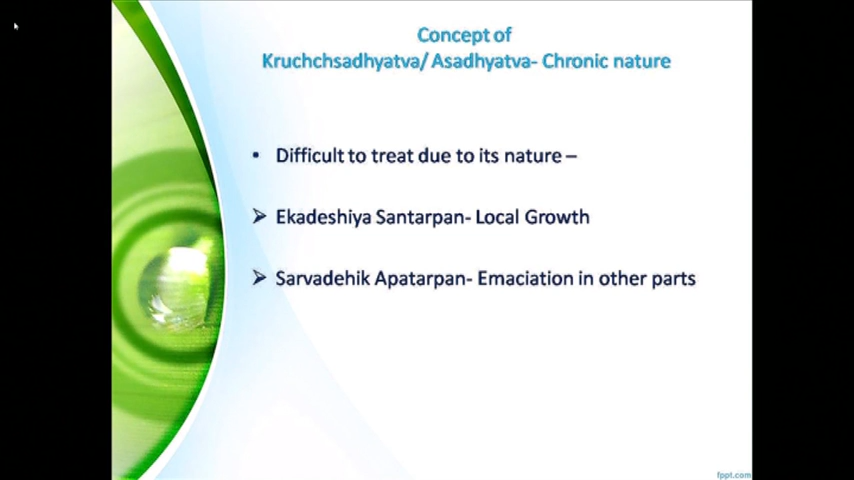 Concept of
Kruchchsadhyatva/ Asadhyatva- Chronic nature
• Difficult to treat due to its nature –
➢ Ekadeshiya Santarpan- Local Growth
➢ Sarvadehik Apatarpan- Emaciation in other parts
fppt.com